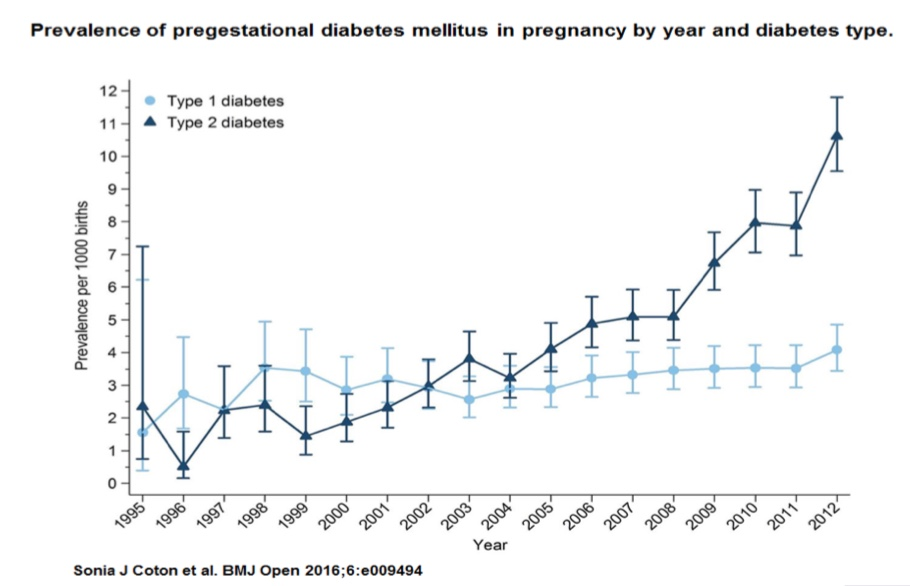 Prevalence of pregestational diabetes mellitus in pregnancy by year and diabetes type.
Type 1 diabetes
Type 2 diabetes
Prevalence per 1000 births
12
11
10
9
8
7
6
5
4
3
2
1
0
1995 1996 1997 1998 1999 2000 2001 2002 2003 2004 2005 2006 2007 2008 2009 2010 2011 2012
Year
Sonia J Coton et al. BMJ Open 2016;6:e009494